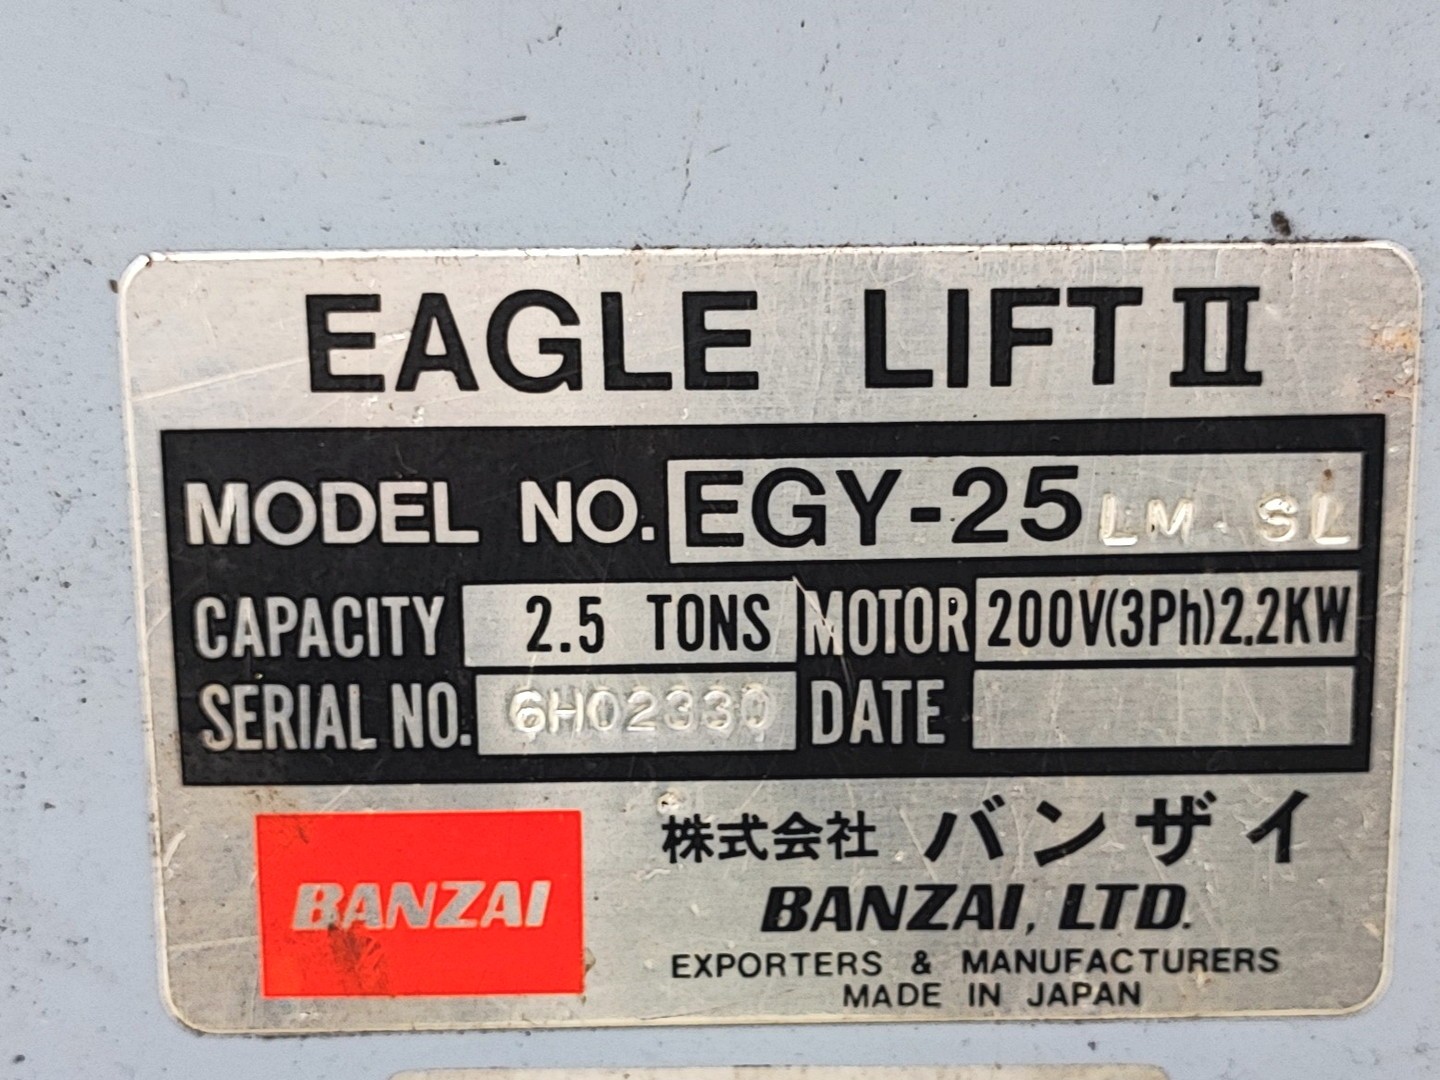 EAGLE LIFT II
MODEL NO. EGY-25 LM-SL
CAPACITY 2.5 TONS MOTOR 200V(3Ph)2.2KW
SERIAL NO. 6H02330 DATE
株式会社 バンザイ
BANZAI
BANZAI, LTD.
EXPORTERS & MANUFACTURERS
MADE IN JAPAN